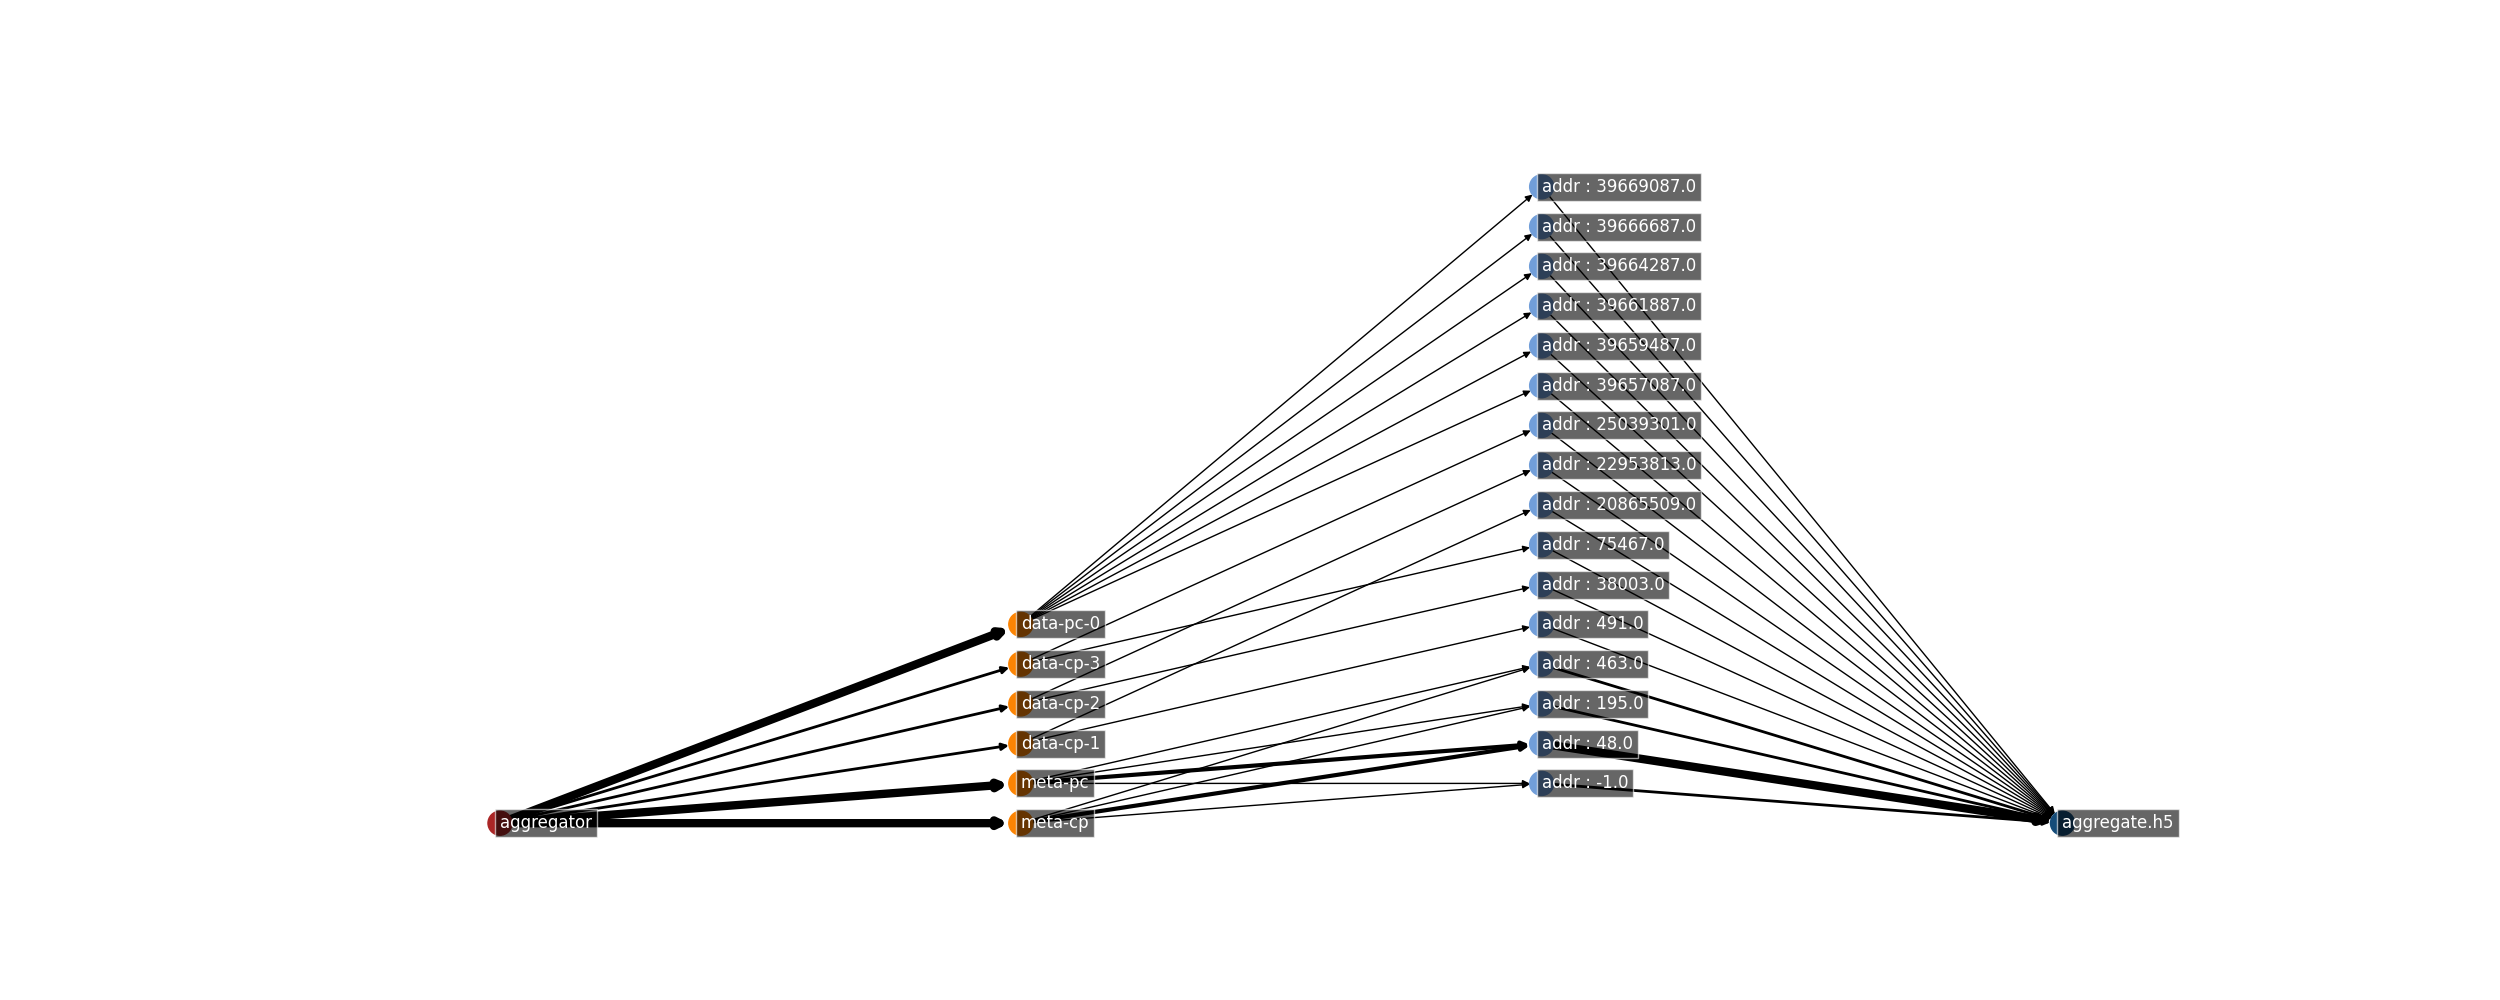 addr : 39669087.0
addr : 39666687.0
addr : 39664287.0
addr : 39661887.0
addr : 39659487.0
addr : 39657087.0
addr : 25039301.0
addr : 22953813.0
addr : 20865509.0
addr : 75467.0
addr : 38003.0
data-pc-0
addr : 491.0
data-cp-3
addr : 463.0
data-cp-2
addr : 195.0
data-cp-1
addr : 48.0
meta-pc
addr : -1.0
aggregator
meta-cp
aggregate.h5